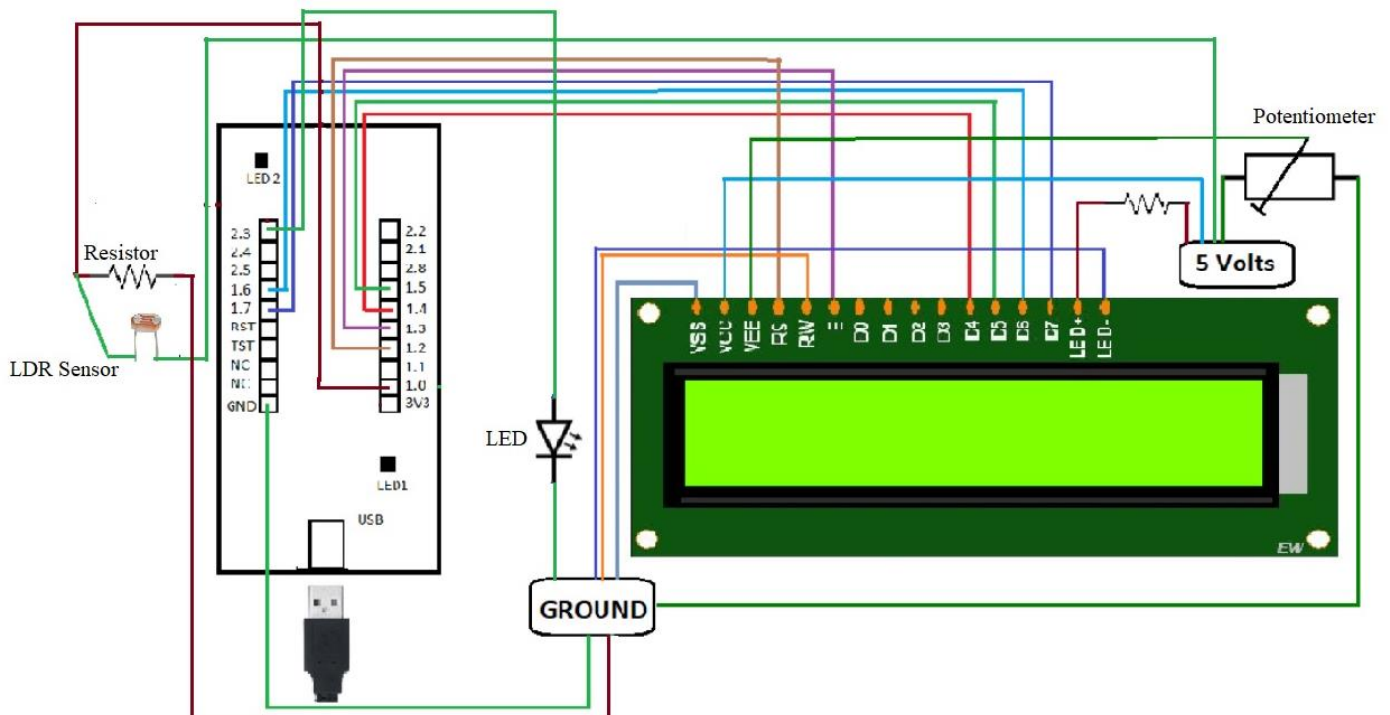 Potentiometer
LED 2
2.3
2.4
2.5
1.6
1.7
RST
TST
NC
NC
GND
2.2
2.1
2.8
1.5
1.4
1.3
1.2
1.1
1.0
3V3
Resistor
LDR Sensor
5 Volts
VSS
VCC
VEE
RS
RW
E
D0
D1
D2
D3
D4
D5
D6
D7
LED+
LED-
LED
LED1
USB
EW
GROUND